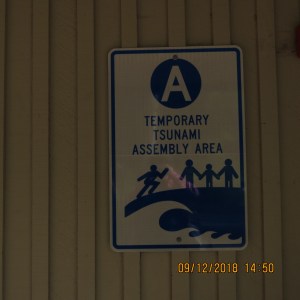 A
TEMPORARY
TSUNAMI
ASSEMBLY AREA
09/12/2018 14:50